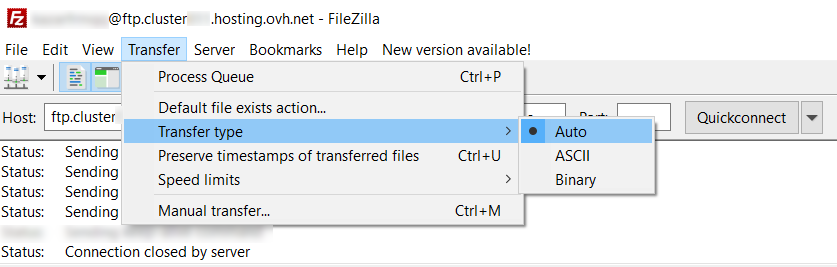 @ftp.cluster .hosting.ovh.net - FileZilla
File Edit View Transfer Server Bookmarks Help New version available!
Process Queue Ctrl+P
Default file exists action...
Host: ftp.cluster Port: Quickconnect
Transfer type > Auto
Preserve timestamps of transferred files Ctrl+U ASCII
Speed limits > Binary
Manual transfer... Ctrl+M
Status: Sending
Status: Sending
Status: Sending
Status: Sending
Status:
Status: Connection closed by server